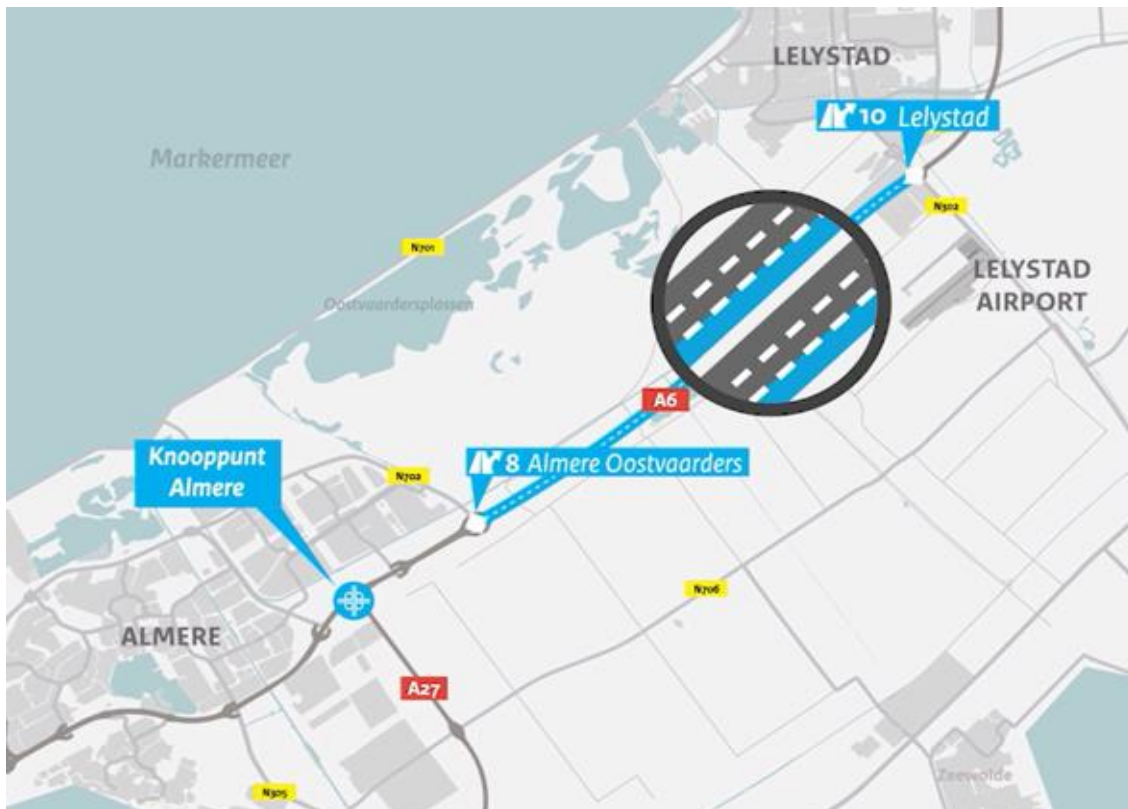 LELYSTAD
10 Lelystad
Markermeer
N302
N701
LELYSTAD
AIRPORT
Oostvaardersplassen
A6
Knooppunt
Almere
8 Almere Oostvaarders
N702
N706
ALMERE
A27
Zeewolde
N305